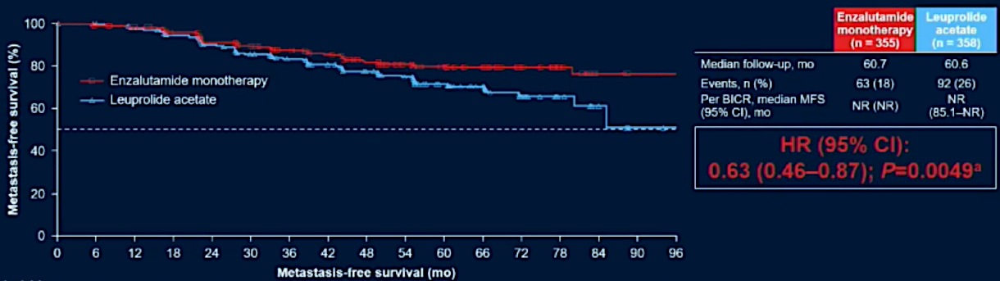 Metastasis-free survival (%)
100
80
60
40
20
0
Enzalutamide monotherapy
Leuprolide acetate
0 6 12 18 24 30 36 42 48 54 60 66 72 78 84 90 96
Metastasis-free survival (mo)
Enzalutamide monotherapy (n = 355)
Leuprolide acetate (n = 358)
Median follow-up, mo 60.7 60.6
Events, n (%) 63 (18) 92 (26)
Per BICR, median MFS (95% CI), mo NR (NR) NR (85.1–NR)
HR (95% CI):
0.63 (0.46–0.87); P=0.0049ᵃ